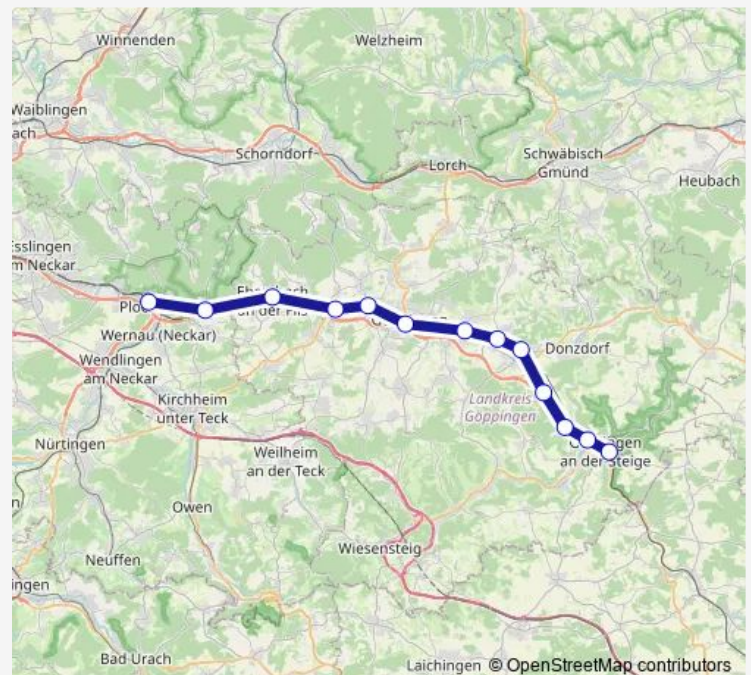 Winnenden
Welzheim
Waiblingen
ach
Schorndorf
Lorch
Schwäbisch
Gmünd
Heubach
sslingen
m Neckar
Plo
Wernau (Neckar)
Wendlingen
am Neckar
Donzdorf
Kirchheim
unter Teck
Landkreis
Göppingen
Nürtingen
Weilheim
an der Teck
an der Steige
Owen
Wiesensteig
Neuffen
ingen
Bad Urach
Laichingen
© OpenStreetMap contributors